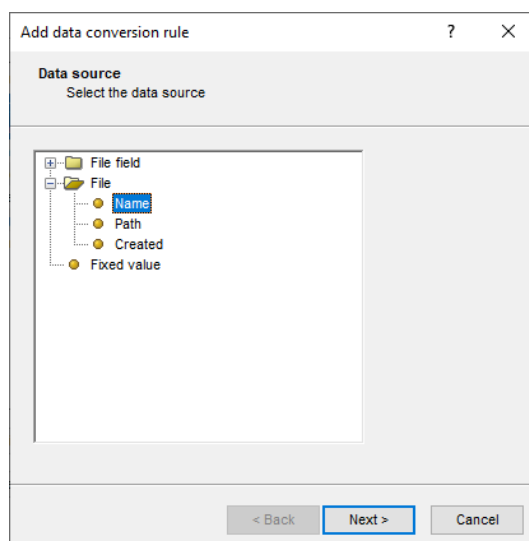 Add data conversion rule ?
Data source
Select the data source
File field
File
Name
Path
Created
Fixed value
< Back Next > Cancel